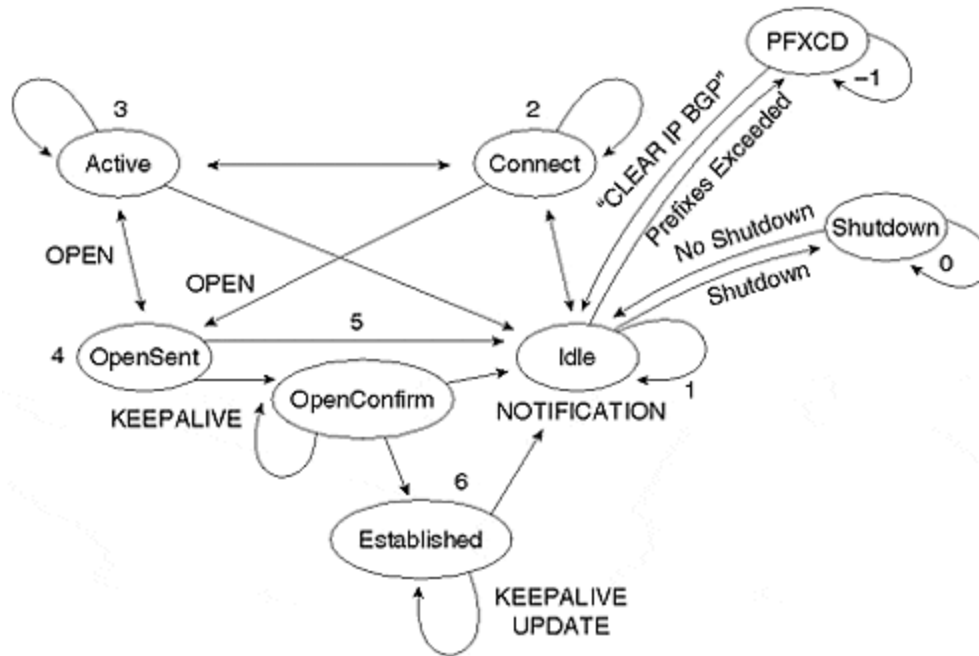 PFXCD
-1
3
2
"CLEAR IP BGP"
Prefixes Exceeded
Active
Connect
No Shutdown
Shutdown
0
Shutdown
OPEN
OPEN
5
4
OpenSent
Idle
1
OpenConfirm
KEEPALIVE
NOTIFICATION
6
Established
KEEPALIVE
UPDATE